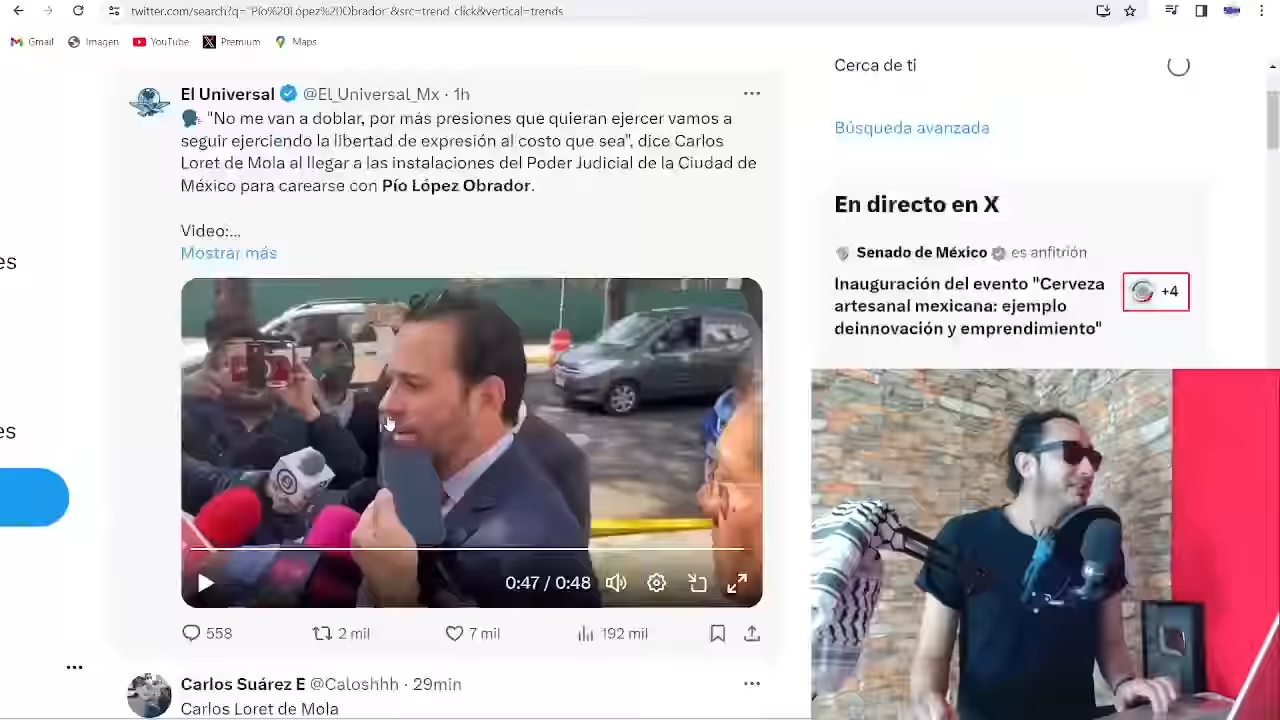 twitter.com/search?q="Pío%20López%20Obrador"&src=trend_click&vertical=trends
Gmail
Imagen
YouTube
Premium
Maps
es
es
El Universal @El_Universal_Mx · 1h
"No me van a doblar, por más presiones que quieran ejercer vamos a
seguir ejerciendo la libertad de expresión al costo que sea", dice Carlos
Loret de Mola al llegar a las instalaciones del Poder Judicial de la Ciudad de
México para carearse con Pío López Obrador.
Video:...
Mostrar más
0:47 / 0:48
558
2 mil
7 mil
192 mil
Carlos Suárez E @Caloshhh · 29min
Carlos Loret de Mola
Cerca de ti
Búsqueda avanzada
En directo en X
Senado de México es anfitrión
Inauguración del evento "Cerveza
artesanal mexicana: ejemplo
deinnovación y emprendimiento"
+4